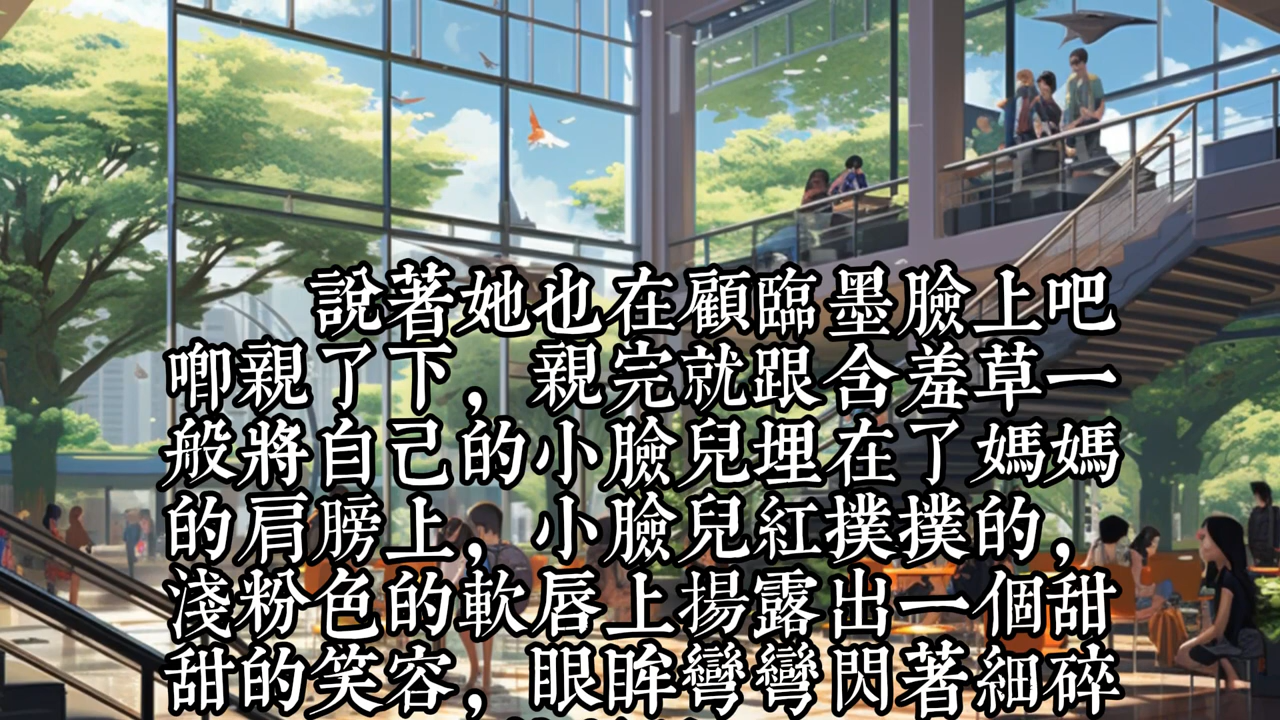 說著她也在顧臨墨臉上吧
唧親了下，親完就跟含羞草一
般將自己的小臉兒埋在了媽媽
的肩膀上，小臉兒紅撲撲的，
淺粉色的軟唇上揚露出一個甜
甜的笑容，眼眸彎彎閃著細碎